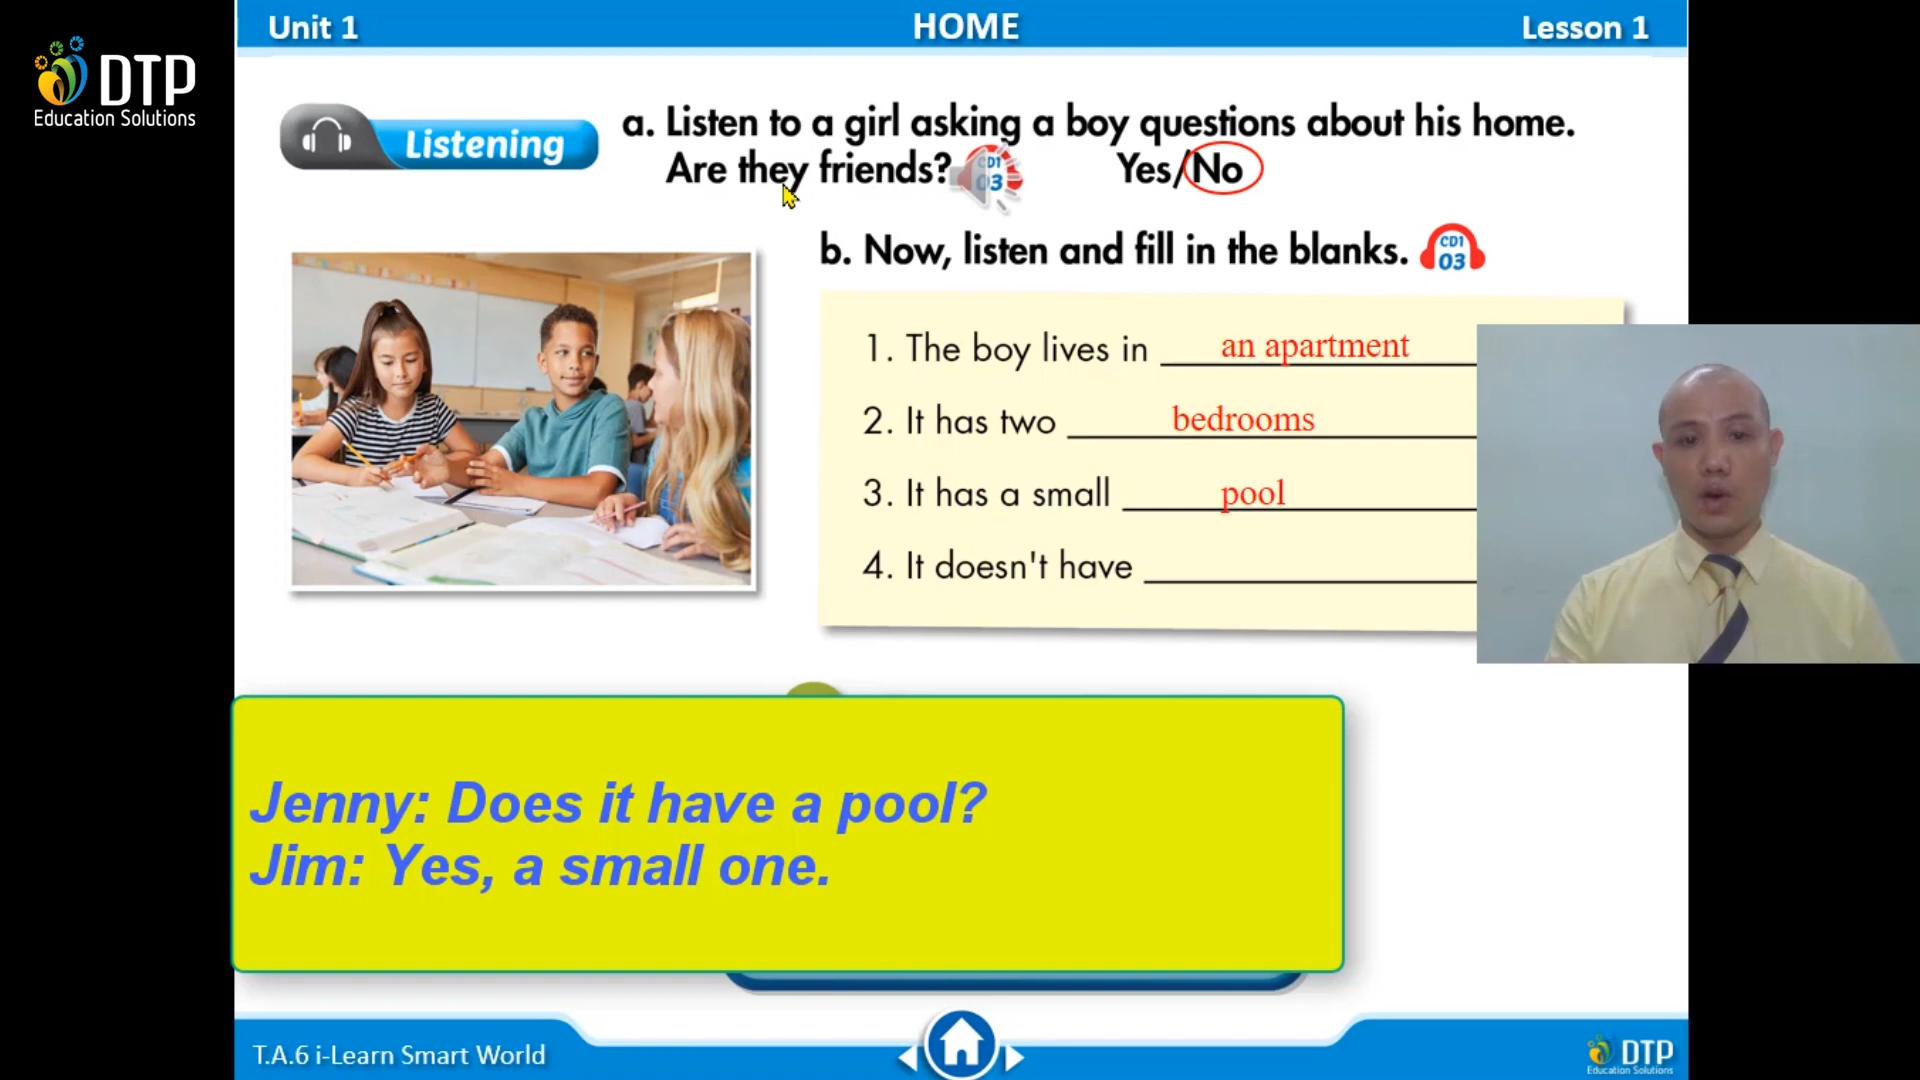 Unit 1
HOME
Lesson 1
DTP
Education Solutions
Listening
a. Listen to a girl asking a boy questions about his home.
Are they friends?
CD1
03
Yes/No
b. Now, listen and fill in the blanks.
CD1
03
1. The boy lives in an apartment
2. It has two bedrooms
3. It has a small pool
4. It doesn't have
Jenny: Does it have a pool?
Jim: Yes, a small one.
T.A.6 i-Learn Smart World
DTP
Education Solutions